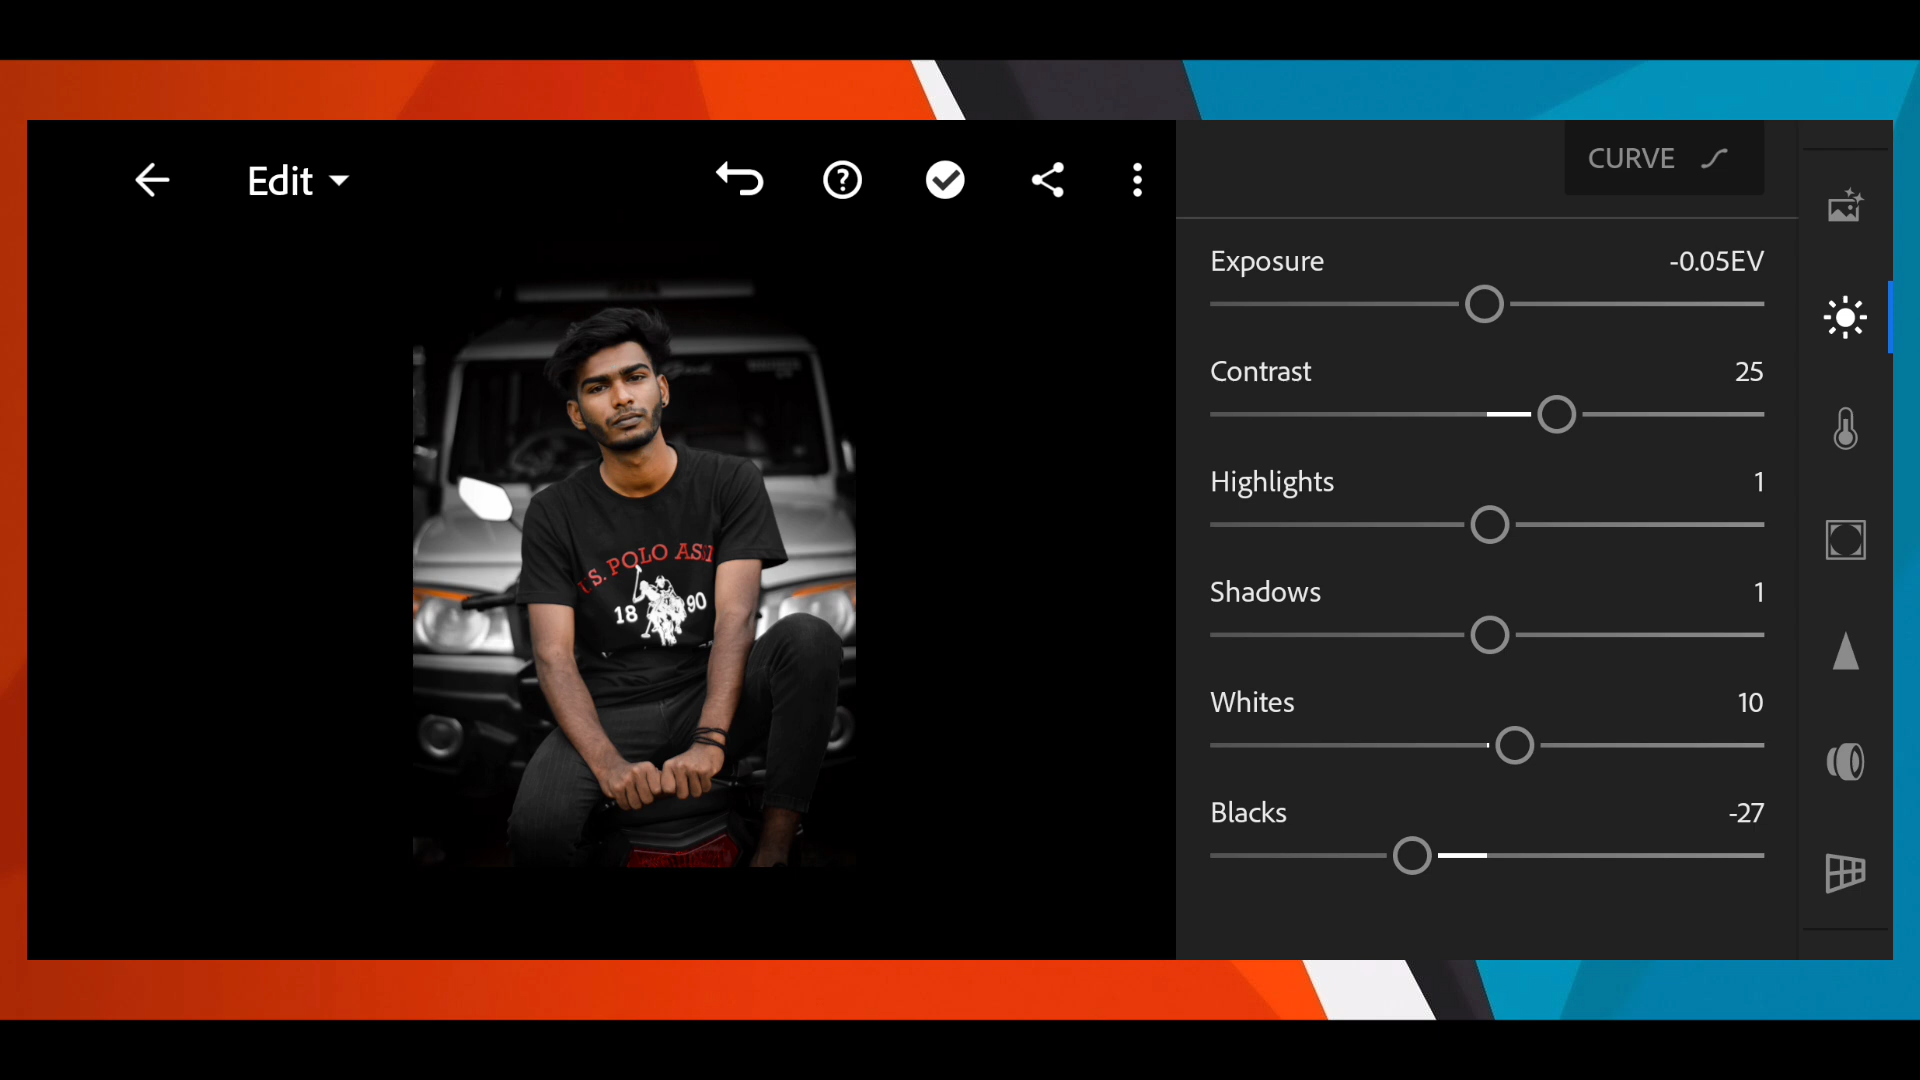 Edit
CURVE
Exposure -0.05EV
Contrast 25
Highlights 1
Shadows 1
Whites 10
Blacks -27
U.S. POLO ASS
18 90